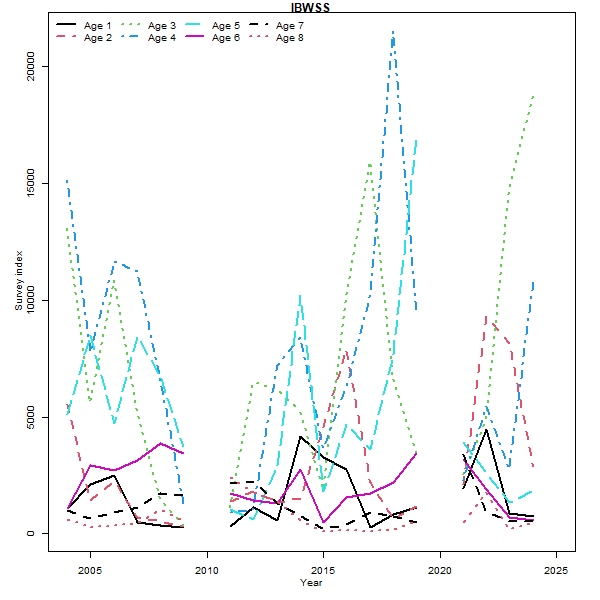 IBWSS
Age 1 Age 3 Age 5 Age 7
Age 2 Age 4 Age 6 Age 8
Survey index
20000
15000
10000
5000
0
2005 2010 2015 2020 2025
Year